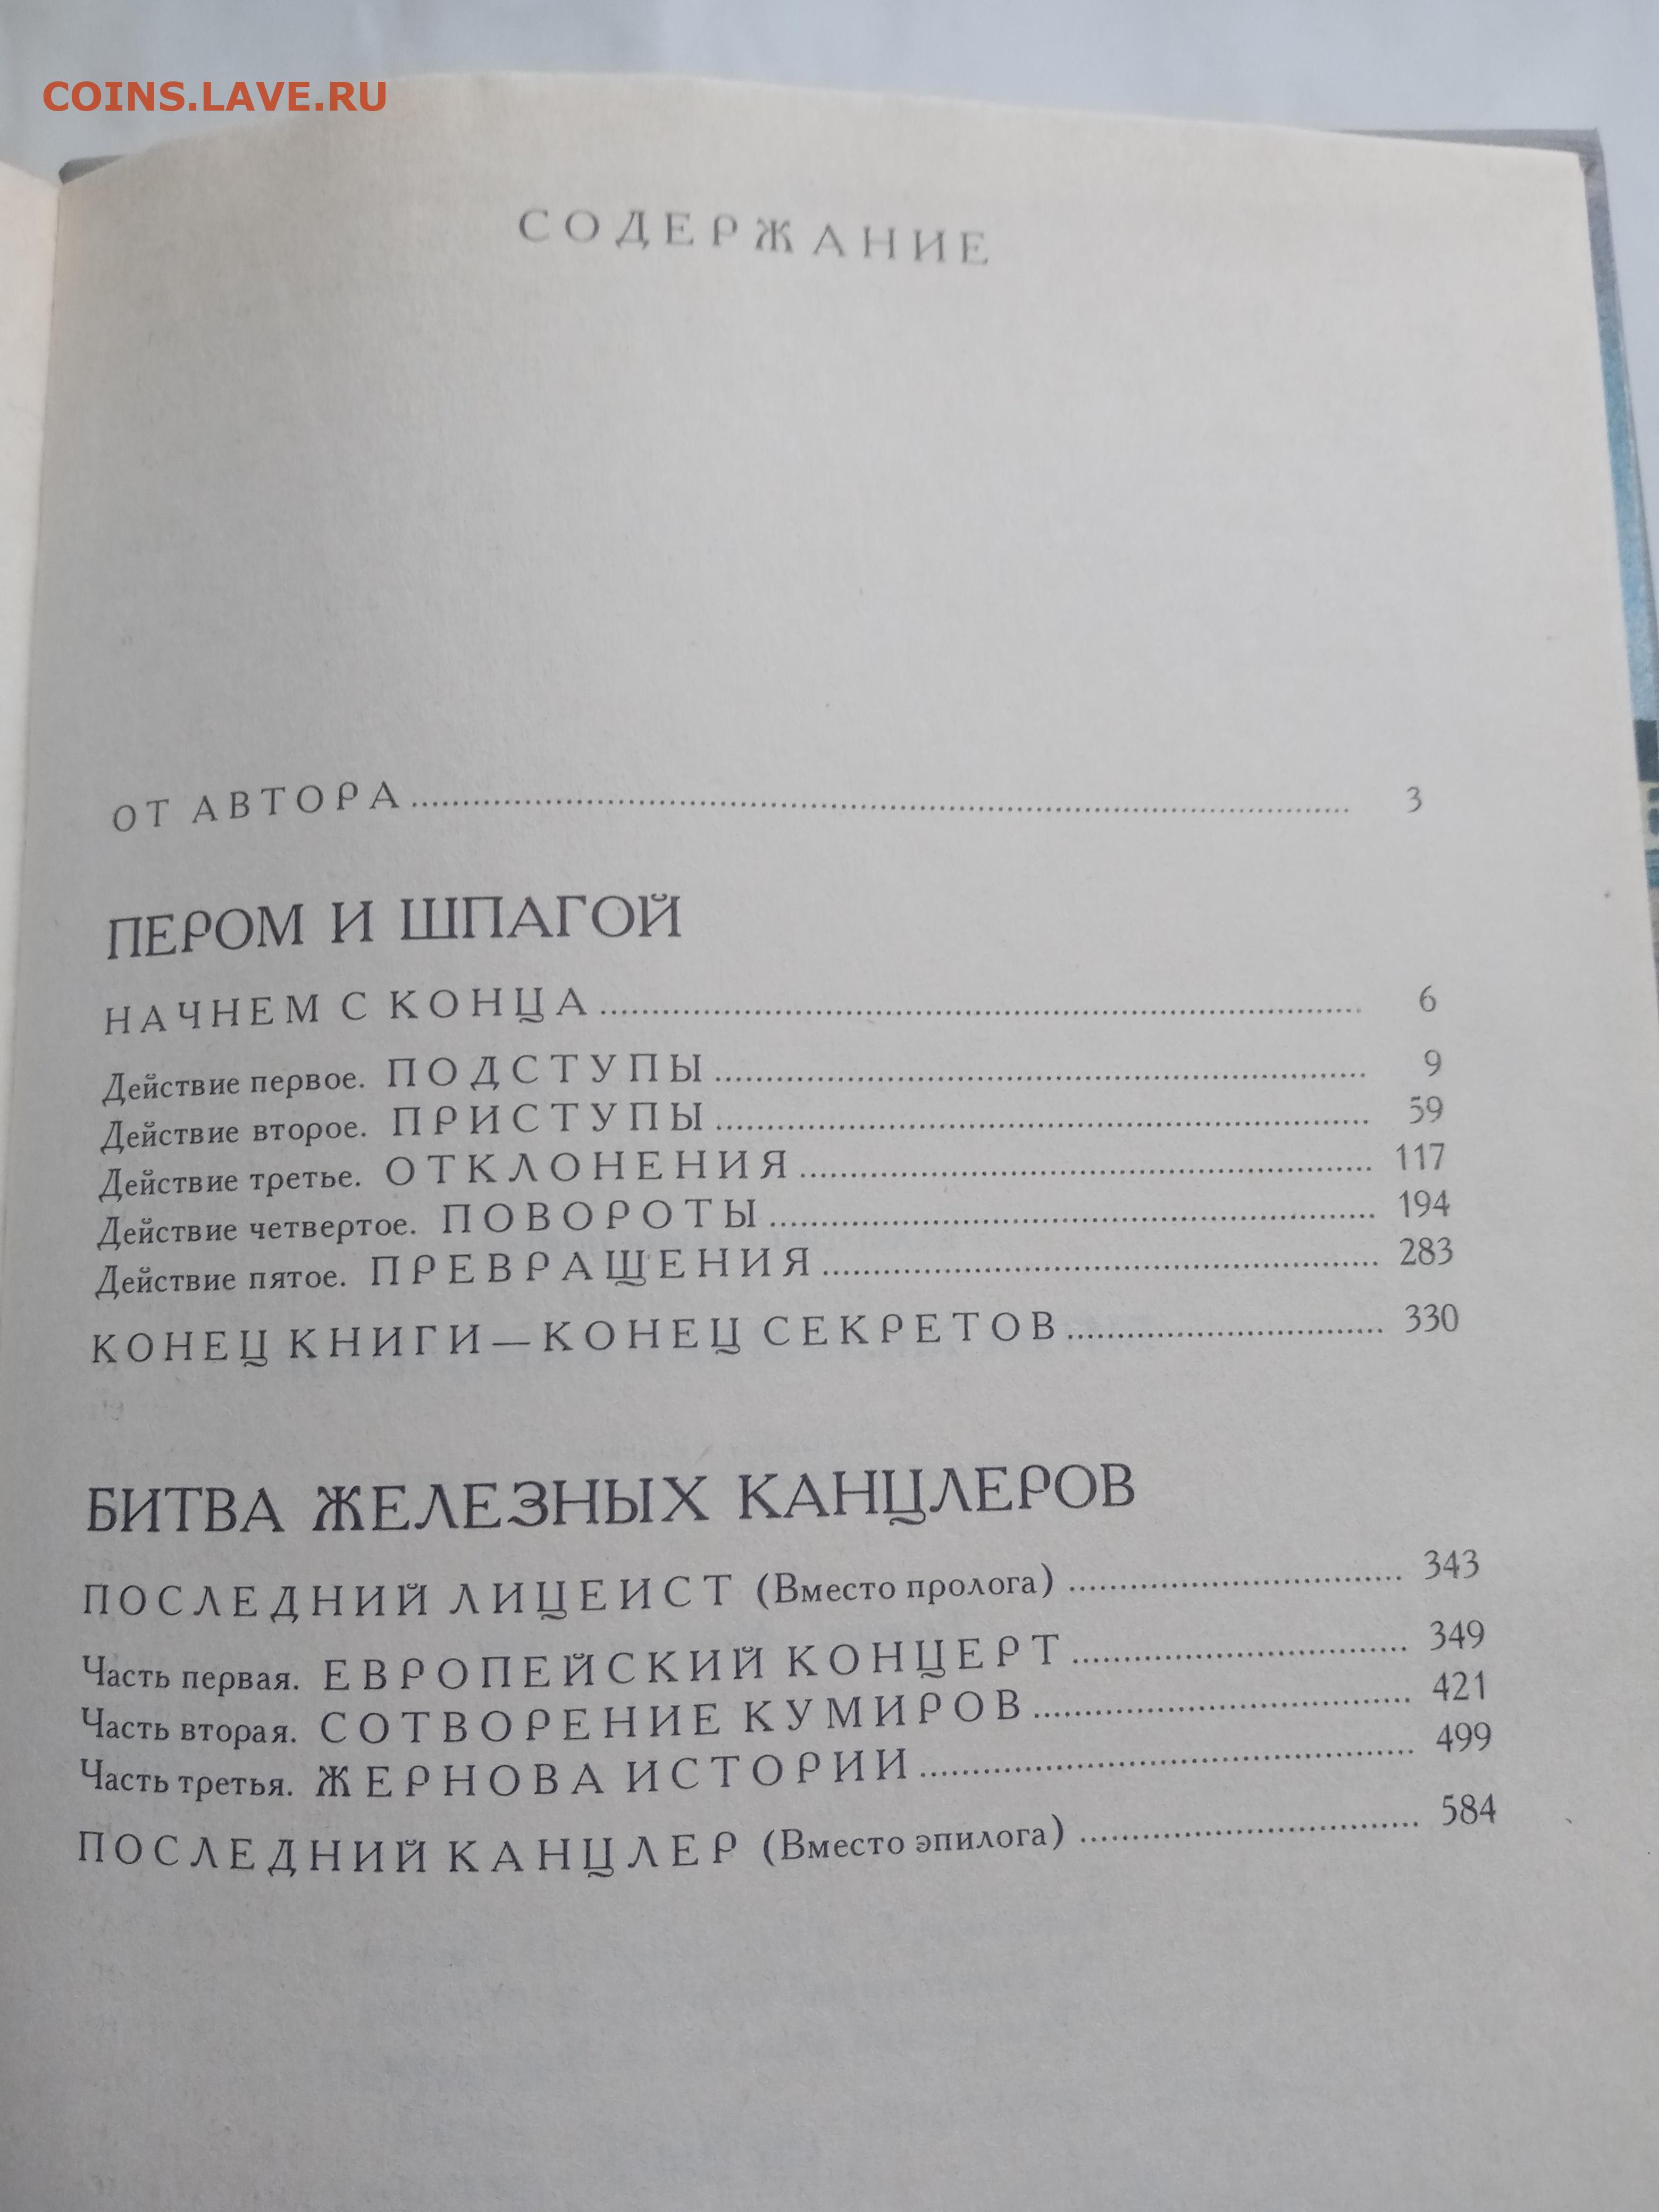 COINS.LAVE.RU
СОДЕРЖАНИЕ
ОТ АВТОРА 3
ПЕРОМ И ШПАГОЙ
НАЧНЕМ С КОНЦА 6
Действие первое. ПОДСТУПЫ 9
Действие второе. ПРИСТУПЫ 59
Действие третье. ОТКЛОНЕНИЯ 117
Действие четвертое. ПОВОРОТЫ 194
Действие пятое. ПРЕВРАЩЕНИЯ 283
КОНЕЦ КНИГИ — КОНЕЦ СЕКРЕТОВ 330
БИТВА ЖЕЛЕЗНЫХ КАНЦЛЕРОВ
ПОСЛЕДНИЙ ЛИЦЕИСТ (Вместо пролога) 343
Часть первая. ЕВРОПЕЙСКИЙ КОНЦЕРТ 349
Часть вторая. СОТВОРЕНИЕ КУМИРОВ 421
Часть третья. ЖЕРНОВА ИСТОРИИ 499
ПОСЛЕДНИЙ КАНЦЛЕР (Вместо эпилога) 584